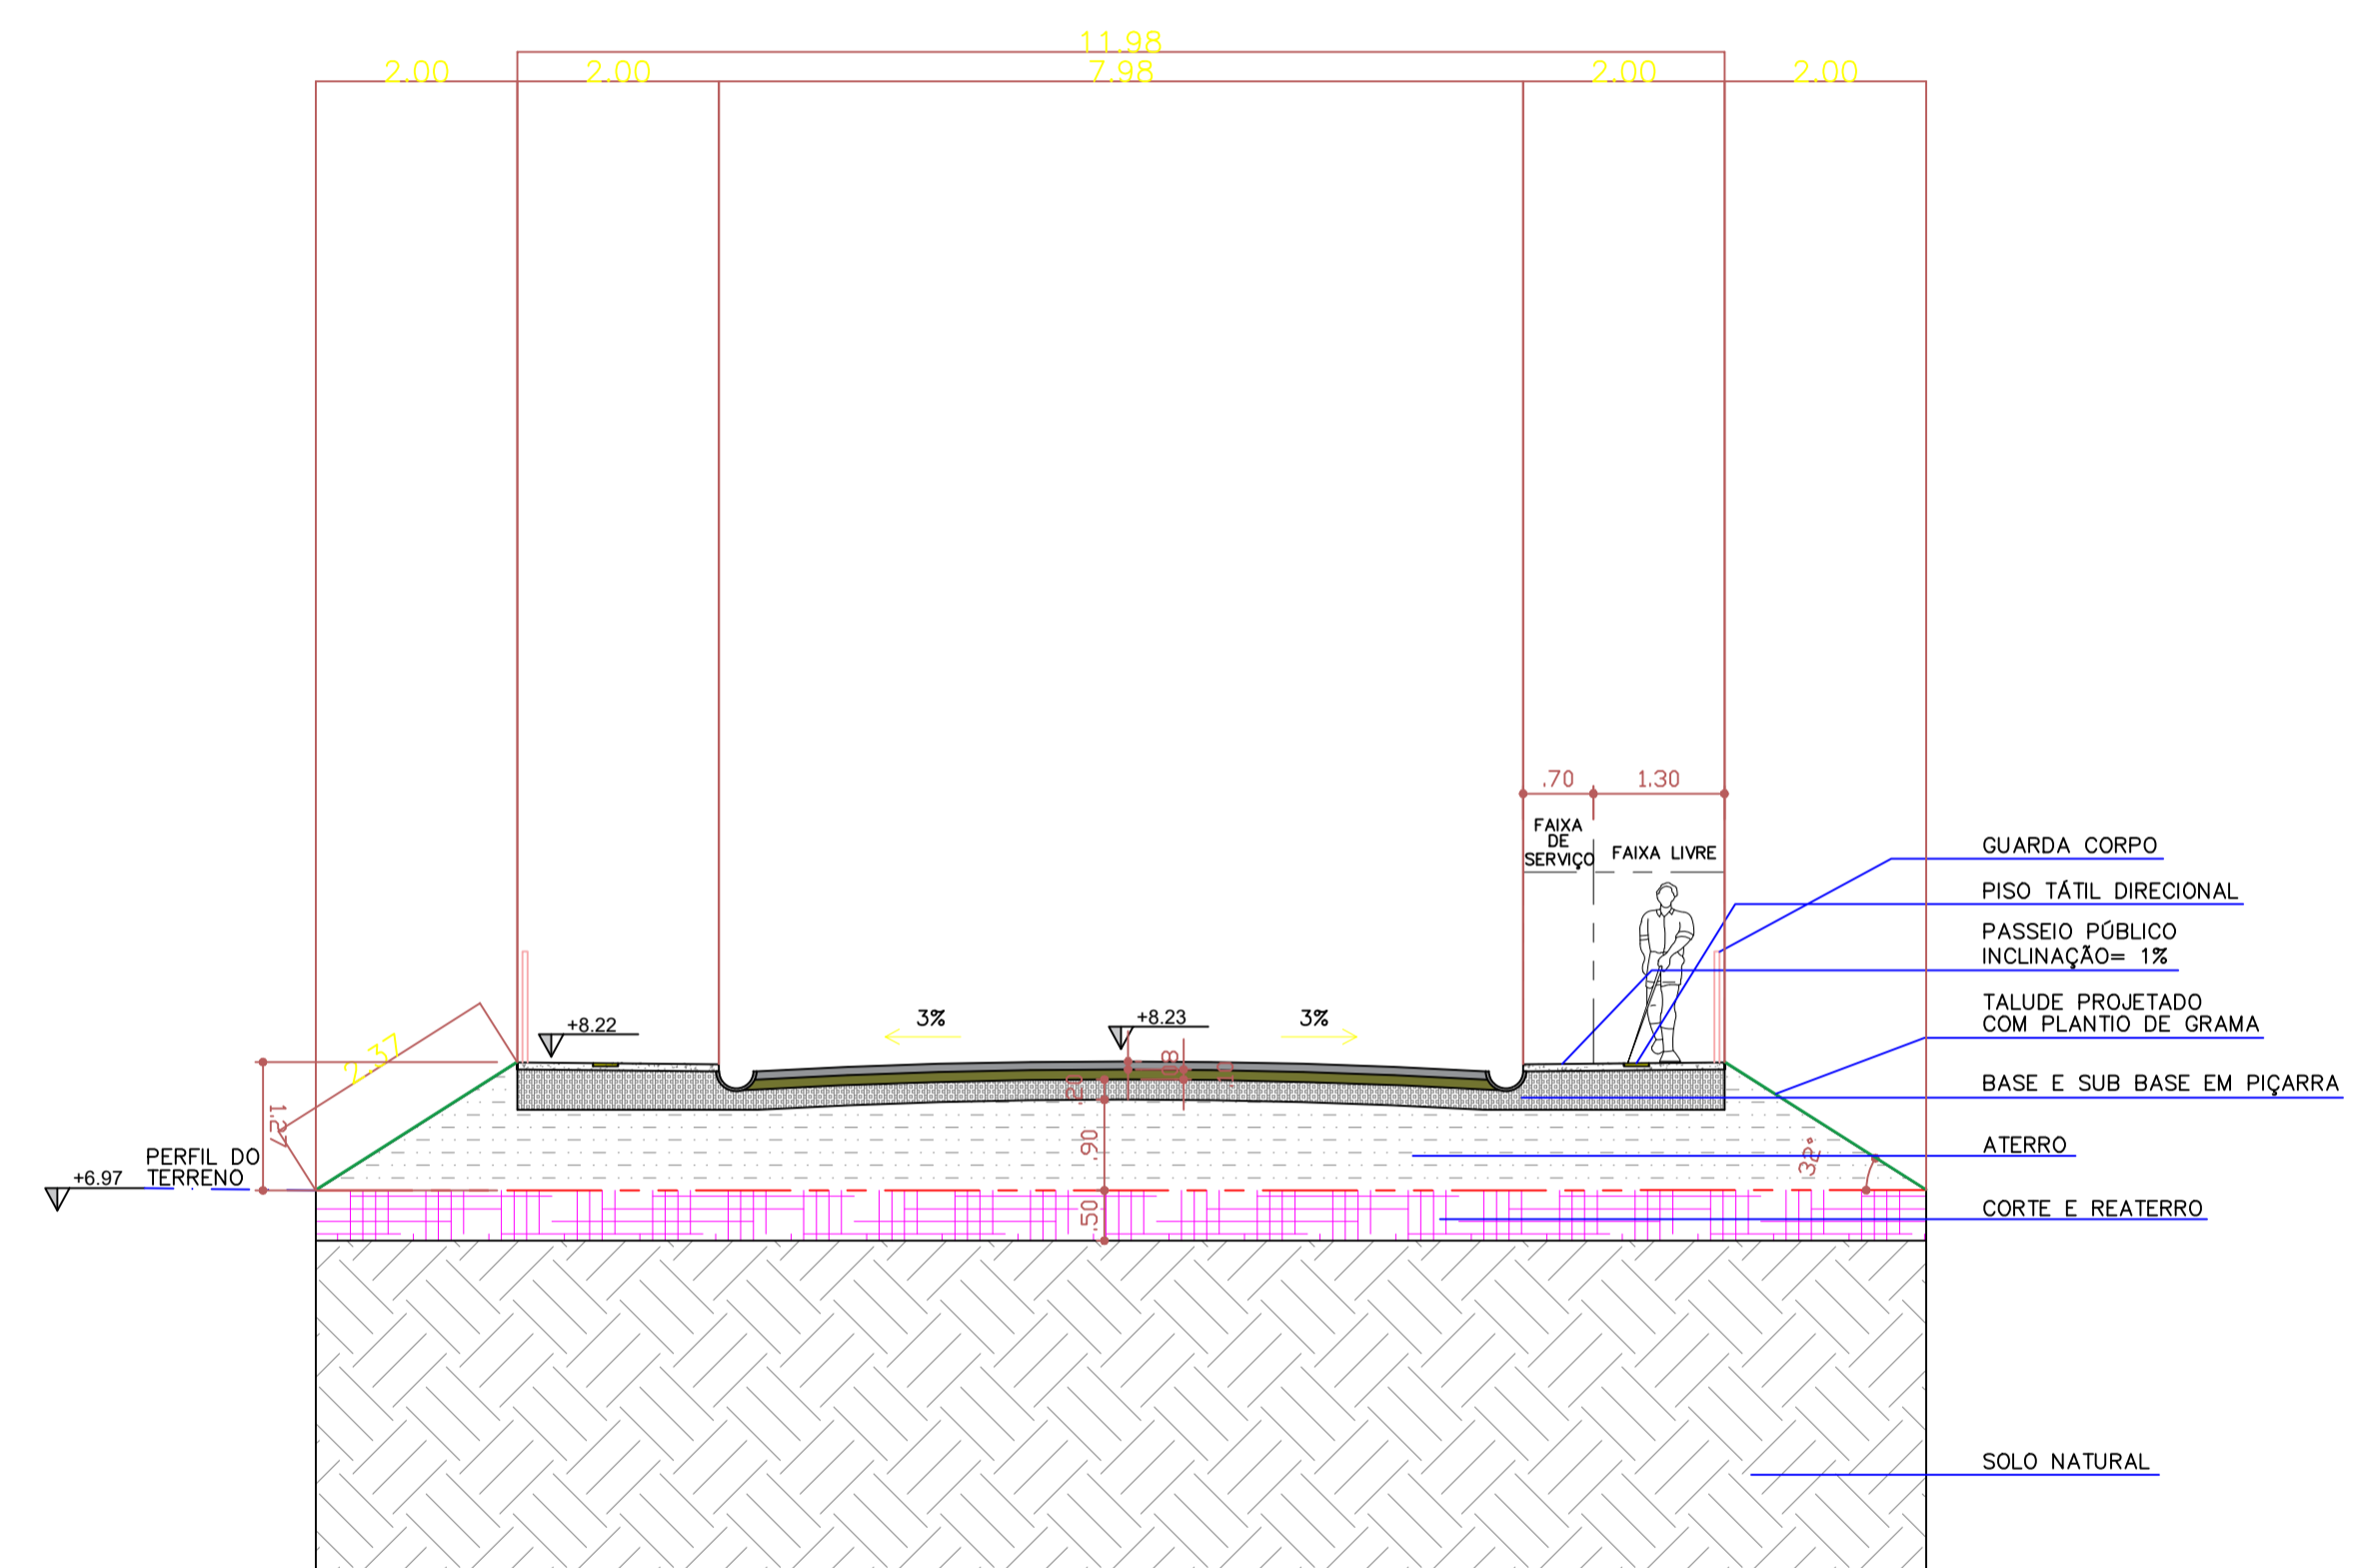 11.98
2.00 2.00 7.98 2.00 2.00
.70 1.30
FAIXA
DE
SERVIÇO
FAIXA LIVRE
GUARDA CORPO
PISO TÁTIL DIRECIONAL
PASSEIO PÚBLICO
INCLINAÇÃO= 1%
TALUDE PROJETADO
COM PLANTIO DE GRAMA
BASE E SUB BASE EM PIÇARRA
ATERRO
CORTE E REATERRO
SOLO NATURAL
+8.22
3%
+8.23
3%
2.37
1.27
.08
.20
.90
.50
32°
PERFIL DO
TERRENO
+6.97